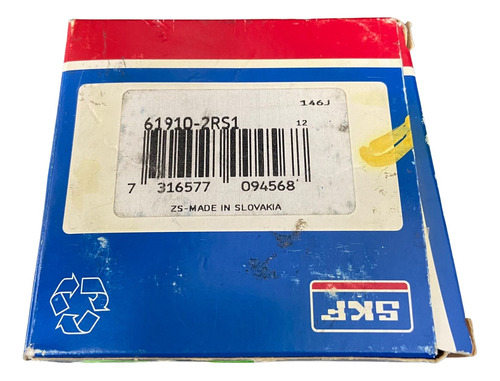 146J
61910-2RS1
12
7 316577 094568
ZS-MADE IN SLOVAKIA
SKF